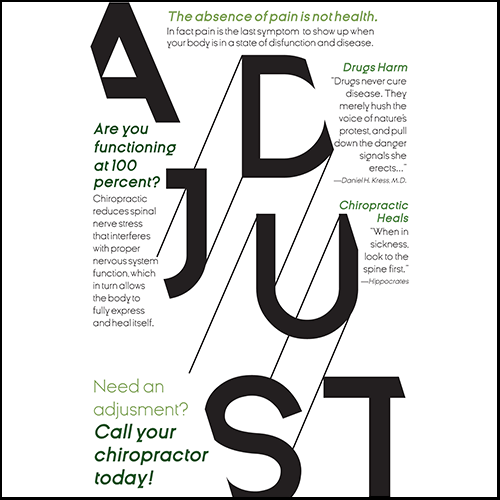 The absence of pain is not health.
In fact pain is the last symptom to show up when
your body is in a state of disfunction and disease.
A D
J U
S T
Drugs Harm
"Drugs never cure
disease. They
merely hush the
voice of nature's
protest, and pull
down the danger
signals she
erects..."
—Daniel H. Kress, M.D.
Are you
functioning
at 100
percent?
Chiropractic
reduces spinal
nerve stress
that interferes
with proper
nervous system
function, which
in turn allows
the body to
fully express
and heal itself.
Chiropractic
Heals
"When in
sickness,
look to the
spine first."
—Hippocrates
Need an
adjusment?
Call your
chiropractor
today!